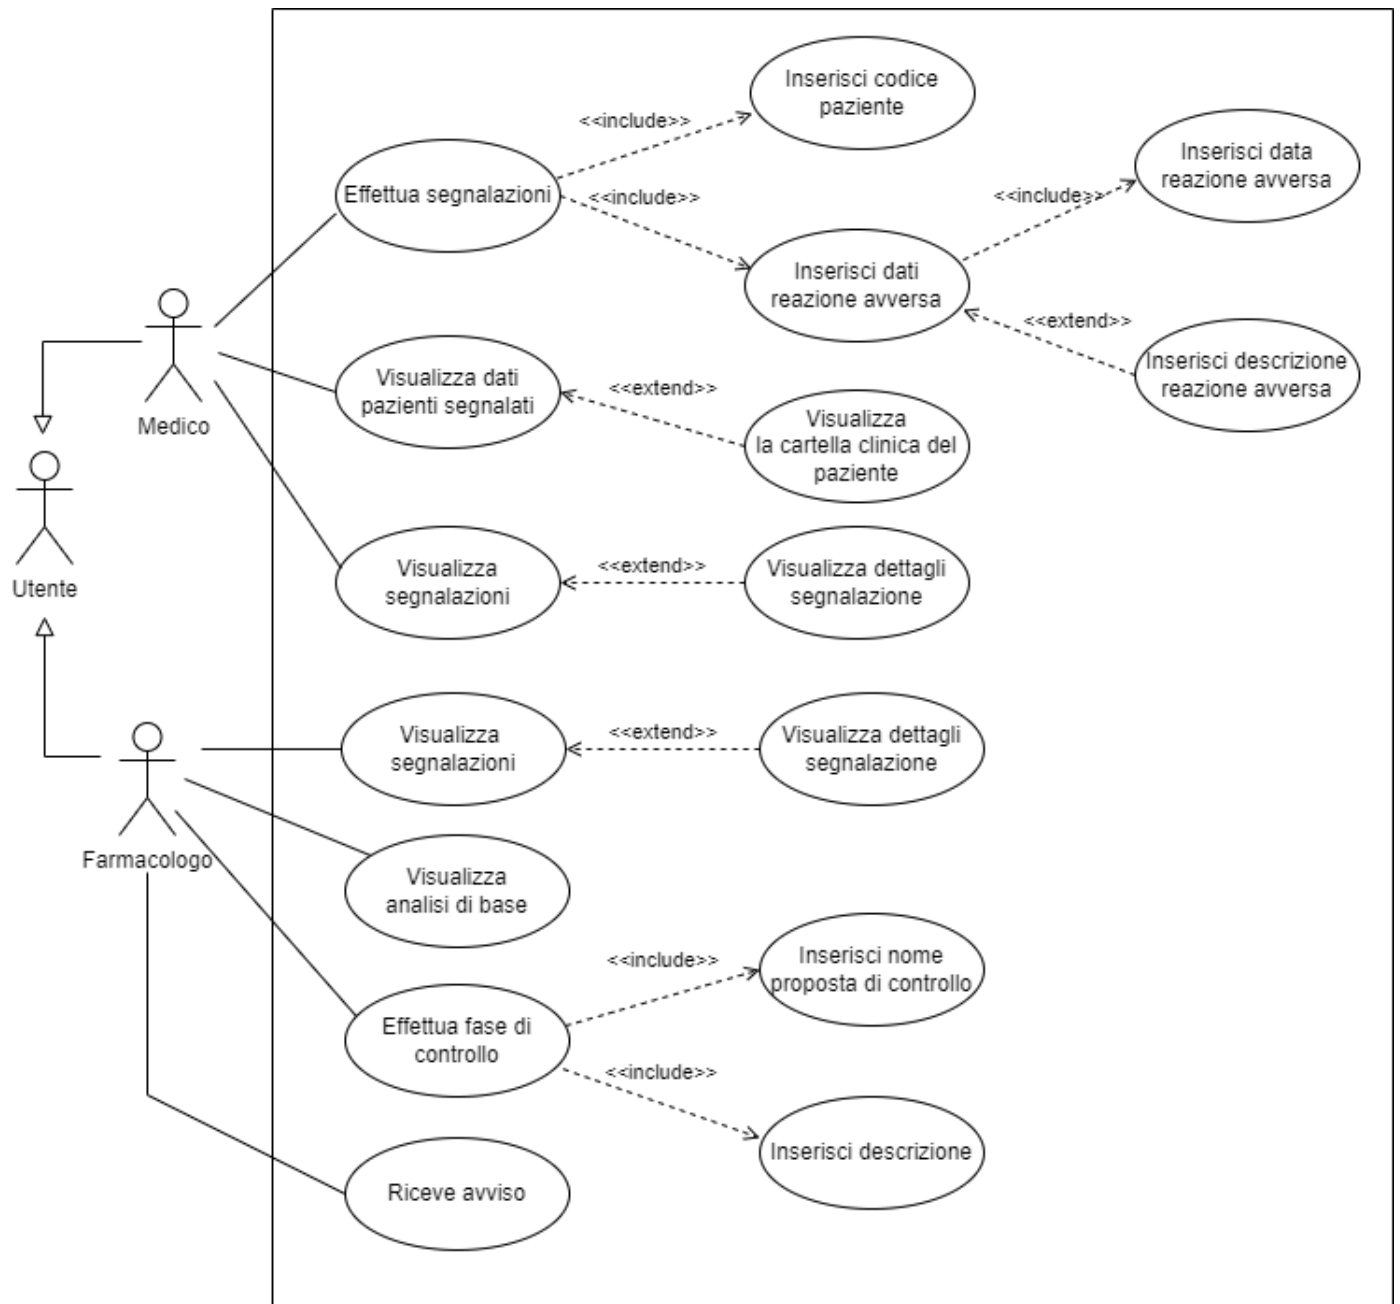 Inserisci codice
paziente
<<include>>
Effettua segnalazioni
<<include>>
Inserisci data
reazione avversa
<<include>>
Inserisci dati
reazione avversa
<<extend>>
Inserisci descrizione
reazione avversa
Medico
Visualizza dati
pazienti segnalati
<<extend>>
Visualizza
la cartella clinica del
paziente
Utente
Visualizza
segnalazioni
<<extend>>
Visualizza dettagli
segnalazione
Farmacologo
Visualizza
segnalazioni
<<extend>>
Visualizza dettagli
segnalazione
Visualizza
analisi di base
Effettua fase di
controllo
<<include>>
Inserisci nome
proposta di controllo
<<include>>
Inserisci descrizione
Riceve avviso